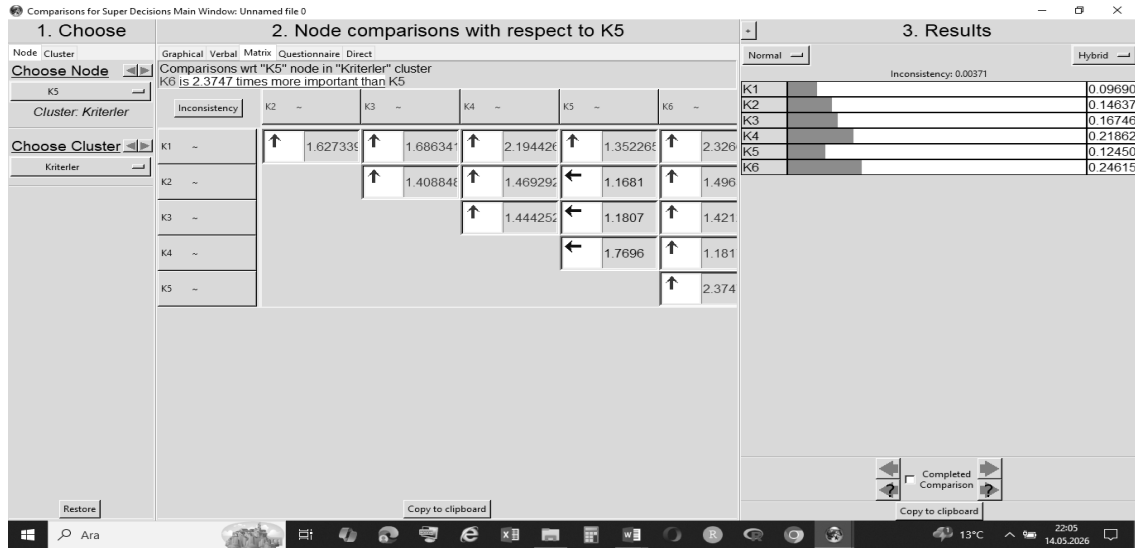 Comparisons for Super Decisions Main Window: Unnamed file 0
1. Choose
2. Node comparisons with respect to K5
+
3. Results
Node Cluster
Graphical Verbal Matrix Questionnaire Direct
Normal
Hybrid
Choose Node
K5
Cluster: Kriterler
Choose Cluster
Kriterler
Comparisons wrt "K5" node in "Kriterler" cluster
K6 is 2.3747 times more important than K5
Inconsistency K2 ~ K3 ~ K4 ~ K5 ~ K6 ~
K1 ~ 1.627339 1.686341 2.194426 1.352265 2.326
K2 ~ 1.408848 1.469292 1.1681 1.496
K3 ~ 1.444252 1.1807 1.421
K4 ~ 1.7696 1.181
K5 ~ 2.374
Inconsistency: 0.00371
K1 0.09690
K2 0.14637
K3 0.16746
K4 0.21862
K5 0.12450
K6 0.24615
Completed
Comparison
Restore
Copy to clipboard
Copy to clipboard
Ara
13°C
22:05
14.05.2026